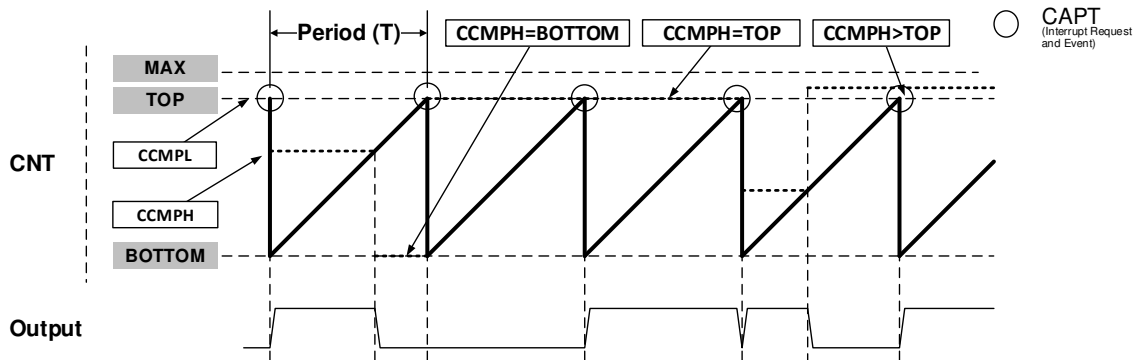 Period (T)
CCMPH=BOTTOM
CCMPH=TOP
CCMPH>TOP
CAPT
(Interrupt Request
and Event)
MAX
TOP
CCMPL
CNT
CCMPH
BOTTOM
Output